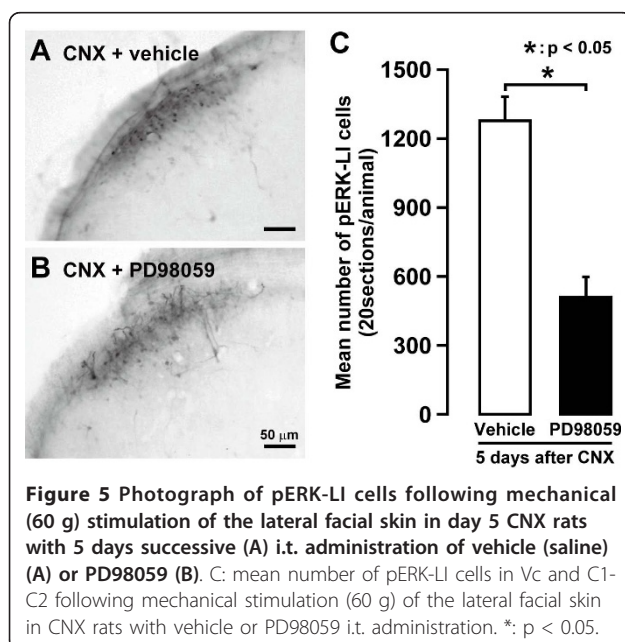 A CNX + vehicle
B CNX + PD98059
50 μm
C
*: p < 0.05
*
Mean number of pERK-LI cells
(20sections/animal)
1500
1200
900
600
300
0
Vehicle PD98059
5 days after CNX
Figure 5 Photograph of pERK-LI cells following mechanical
(60 g) stimulation of the lateral facial skin in day 5 CNX rats
with 5 days successive (A) i.t. administration of vehicle (saline)
(A) or PD98059 (B). C: mean number of pERK-LI cells in Vc and C1-
C2 following mechanical stimulation (60 g) of the lateral facial skin
in CNX rats with vehicle or PD98059 i.t. administration. *: p < 0.05.